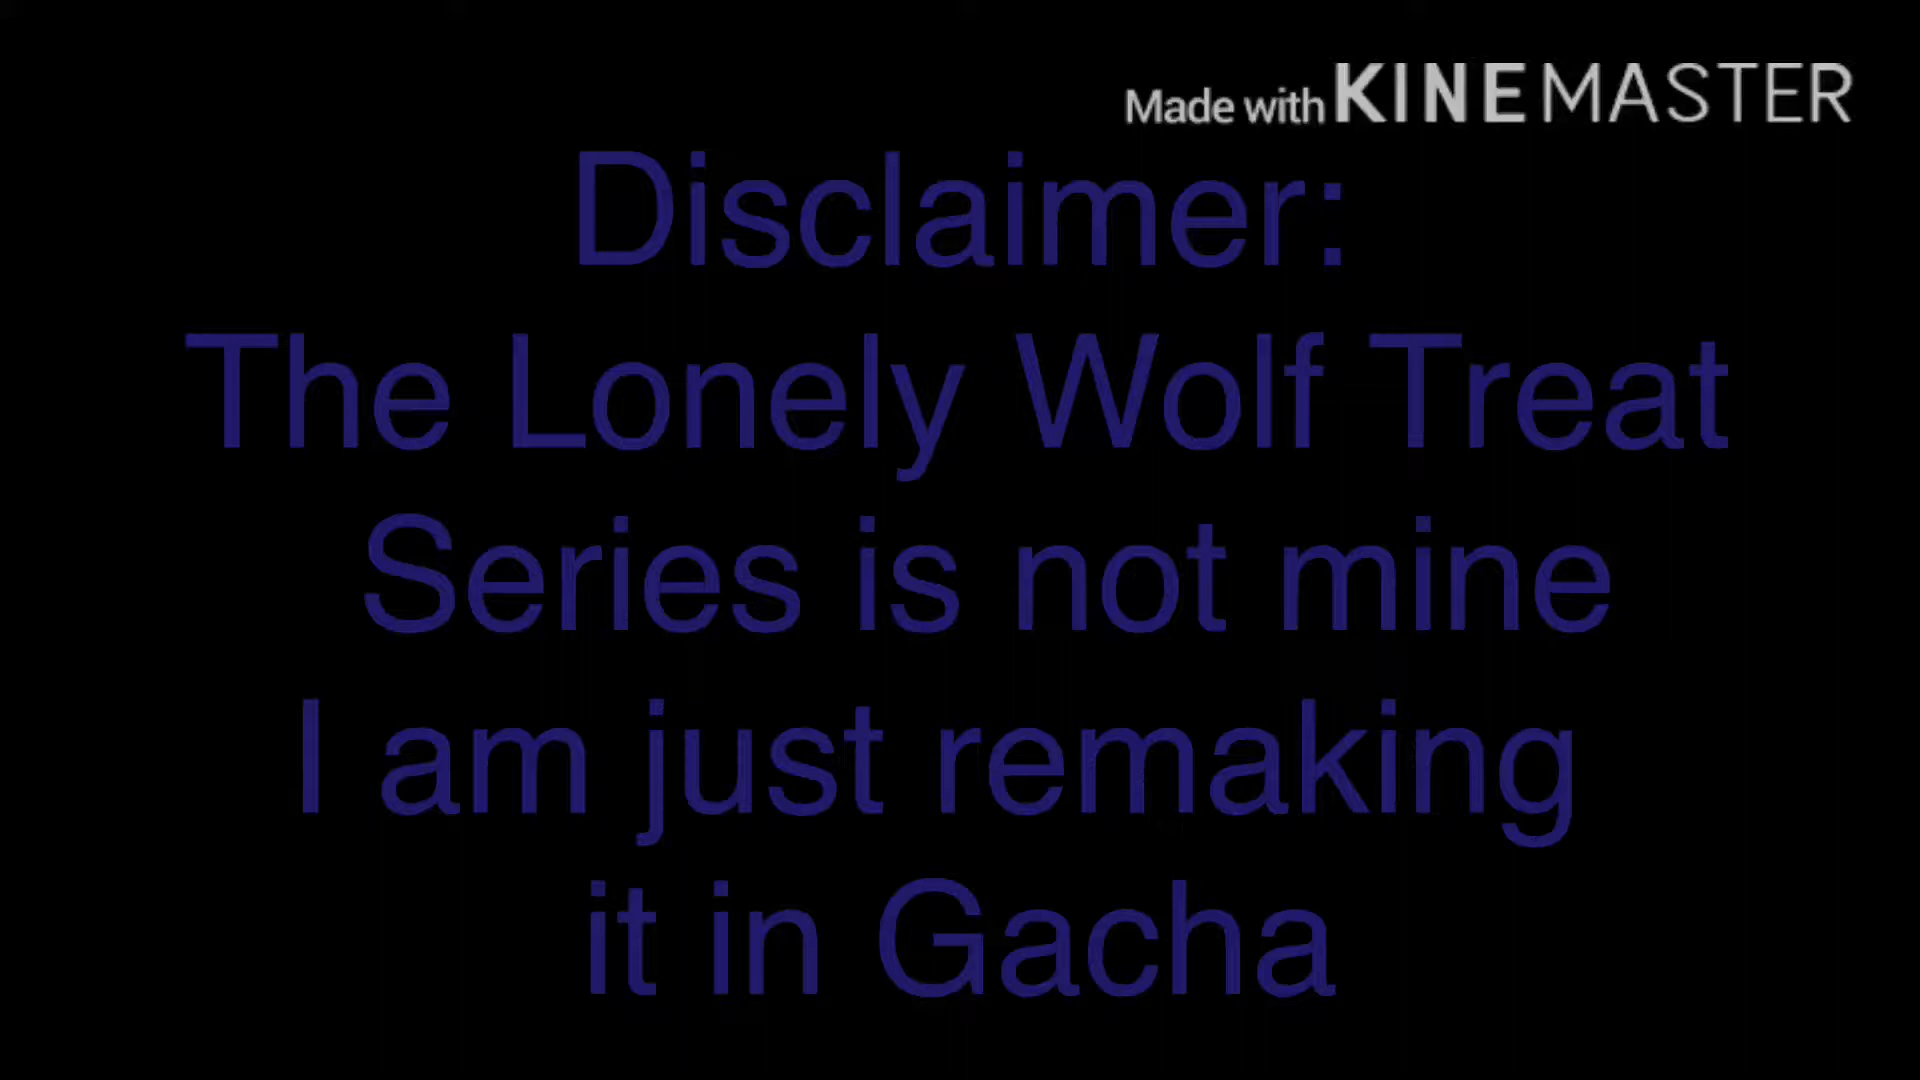 Made with KINEMASTER
Disclaimer:
The Lonely Wolf Treat
Series is not mine
I am just remaking
it in Gacha